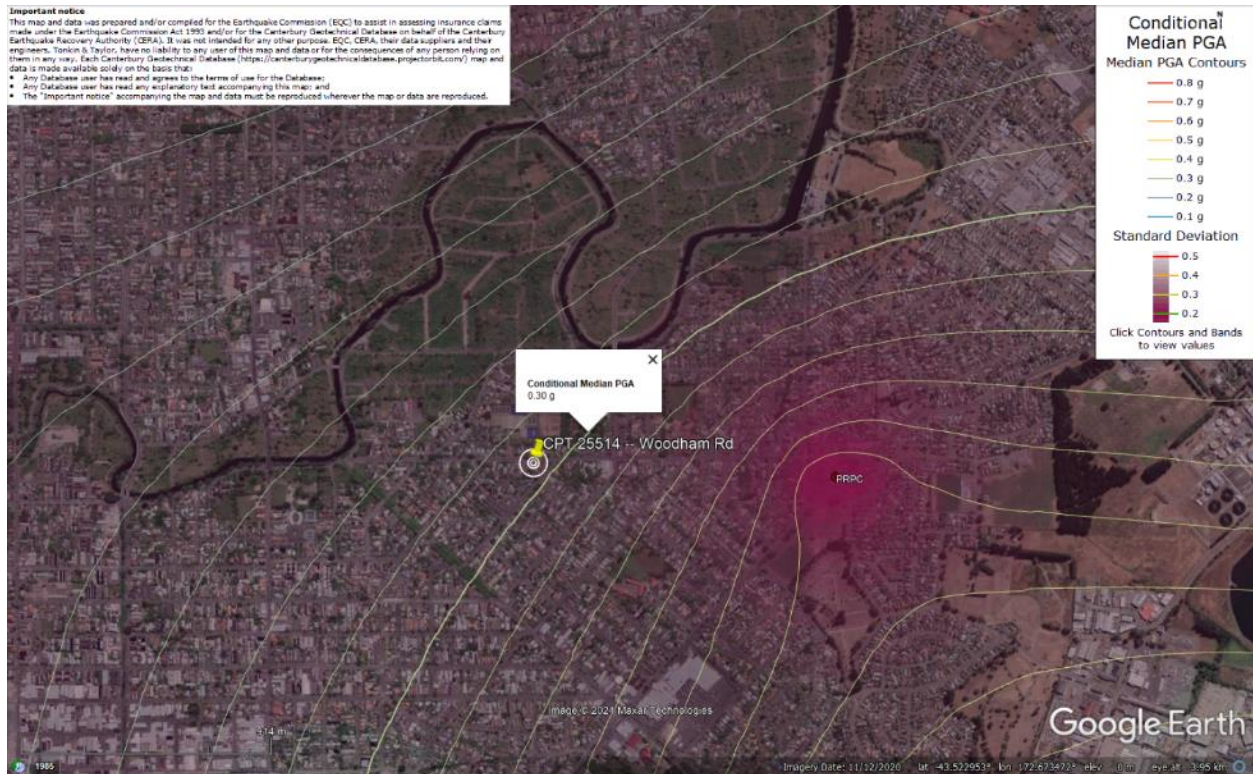 Important notice
This map and data was prepared and/or compiled for the Earthquake Commission (EQC) to assist in assessing insurance claims
made under the Earthquake Commission Act 1993 and/or for the Canterbury Geotechnical Database on behalf of the Canterbury
Earthquake Recovery Authority (CERA). It was not intended for any other purpose. EQC, CERA, their data suppliers and their
engineers, Tonkin & Taylor, have no liability to any user of this map and data or for the consequences of any person relying on
them in any way. Each Canterbury Geotechnical Database (https://canterburygeotechnicaldatabase.projectorbit.com/) map and
data is made available solely on the basis that:
• Any Database user has read and agrees to the terms of use for the Database;
• Any Database user has read any explanatory text accompanying this map; and
• The "Important notice" accompanying the map and data must be reproduced wherever the map or data are reproduced.
N
Conditional
Median PGA
Median PGA Contours
0.8 g
0.7 g
0.6 g
0.5 g
0.4 g
0.3 g
0.2 g
0.1 g
Standard Deviation
0.5
0.4
0.3
0.2
Click Contours and Bands
to view values
Conditional Median PGA
0.30 g
CPT 25514 -- Woodham Rd
PRPC
Image © 2021 Maxar Technologies
Google Earth
1985
Imagery Date: 11/12/2020 lat -43.522953° lon 172.673472° elev 0 m eye alt 3.95 km